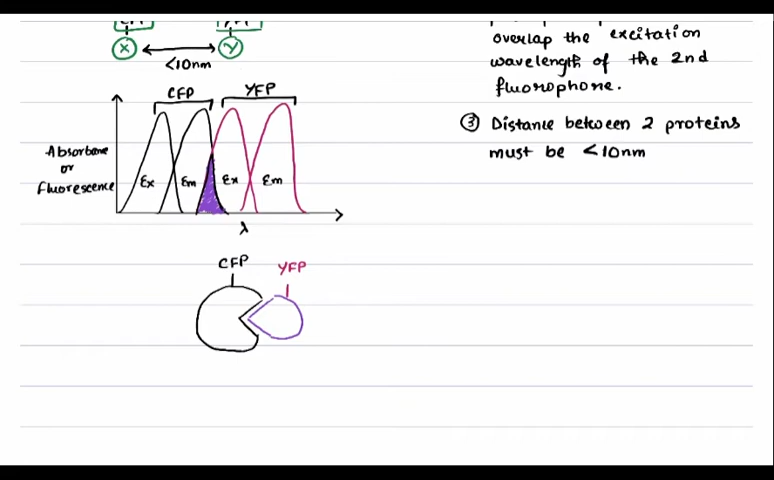 X
Y
<10nm
CFP
YFP
Absorbance
or
Fluorescence
Ex
Em
Ex
Em
λ
CFP
YFP
overlap the excitation
wavelength of the 2nd
fluorophone.
③ Distance between 2 proteins
must be <10nm